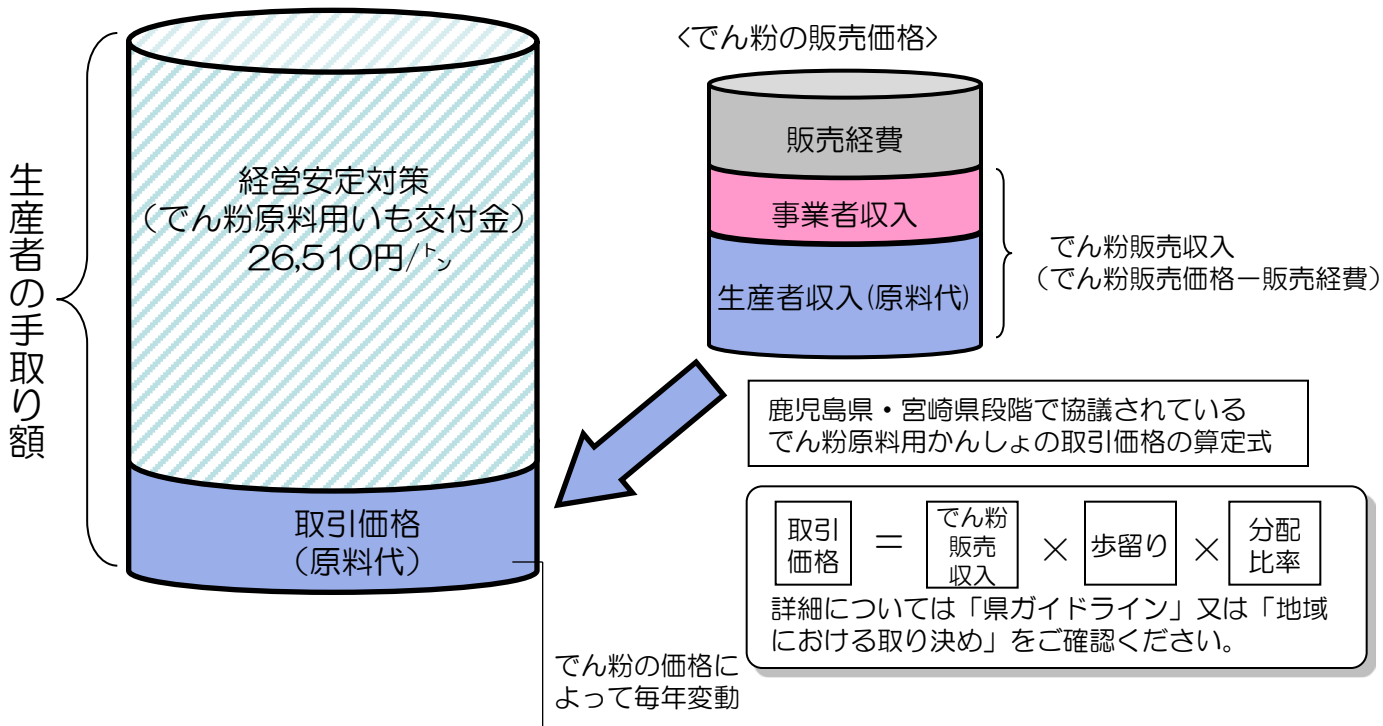 生産者の手取り額
経営安定対策
（でん粉原料用いも交付金）
26,510円/㌧
取引価格
（原料代）
でん粉の価格に
よって毎年変動
<でん粉の販売価格>
販売経費
事業者収入
生産者収入(原料代)
でん粉販売収入
（でん粉販売価格－販売経費）
鹿児島県・宮崎県段階で協議されている
でん粉原料用かんしょの取引価格の算定式
取引
価格
＝
でん粉
販売
収入
×
歩留り
×
分配
比率
詳細については「県ガイドライン」又は「地域
における取り決め」をご確認ください。